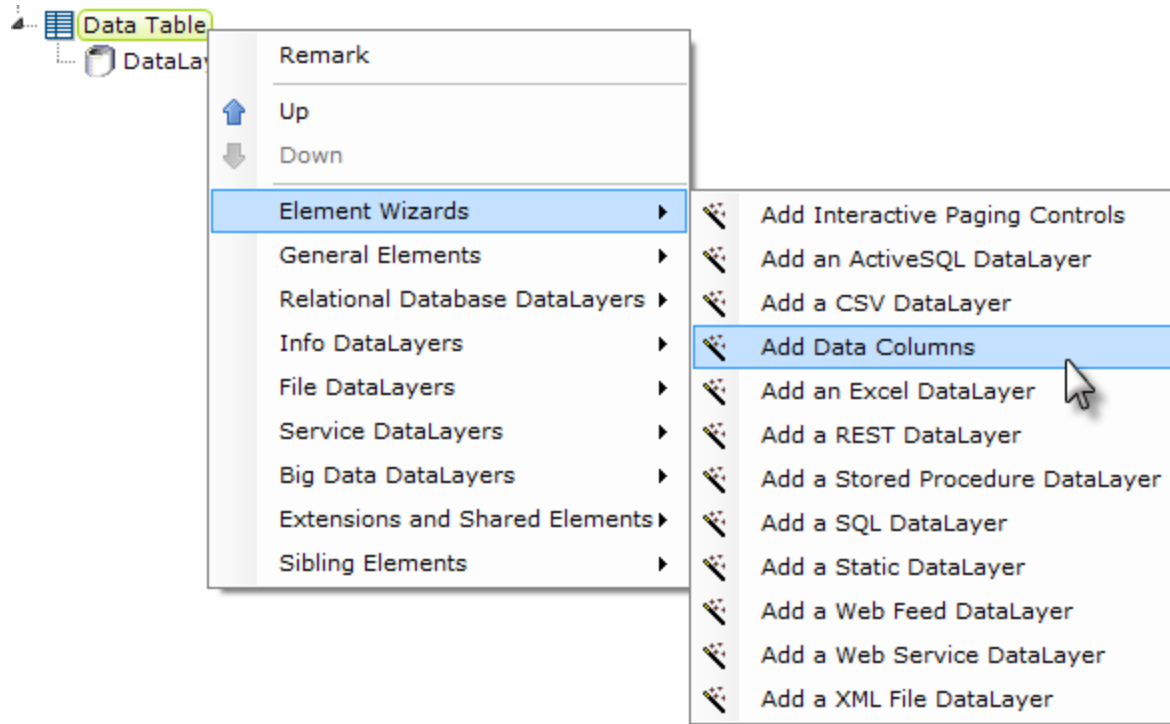 Data Table
DataLay
Remark
Up
Down
Element Wizards
General Elements
Relational Database DataLayers
Info DataLayers
File DataLayers
Service DataLayers
Big Data DataLayers
Extensions and Shared Elements
Sibling Elements
Add Interactive Paging Controls
Add an ActiveSQL DataLayer
Add a CSV DataLayer
Add Data Columns
Add an Excel DataLayer
Add a REST DataLayer
Add a Stored Procedure DataLayer
Add a SQL DataLayer
Add a Static DataLayer
Add a Web Feed DataLayer
Add a Web Service DataLayer
Add a XML File DataLayer